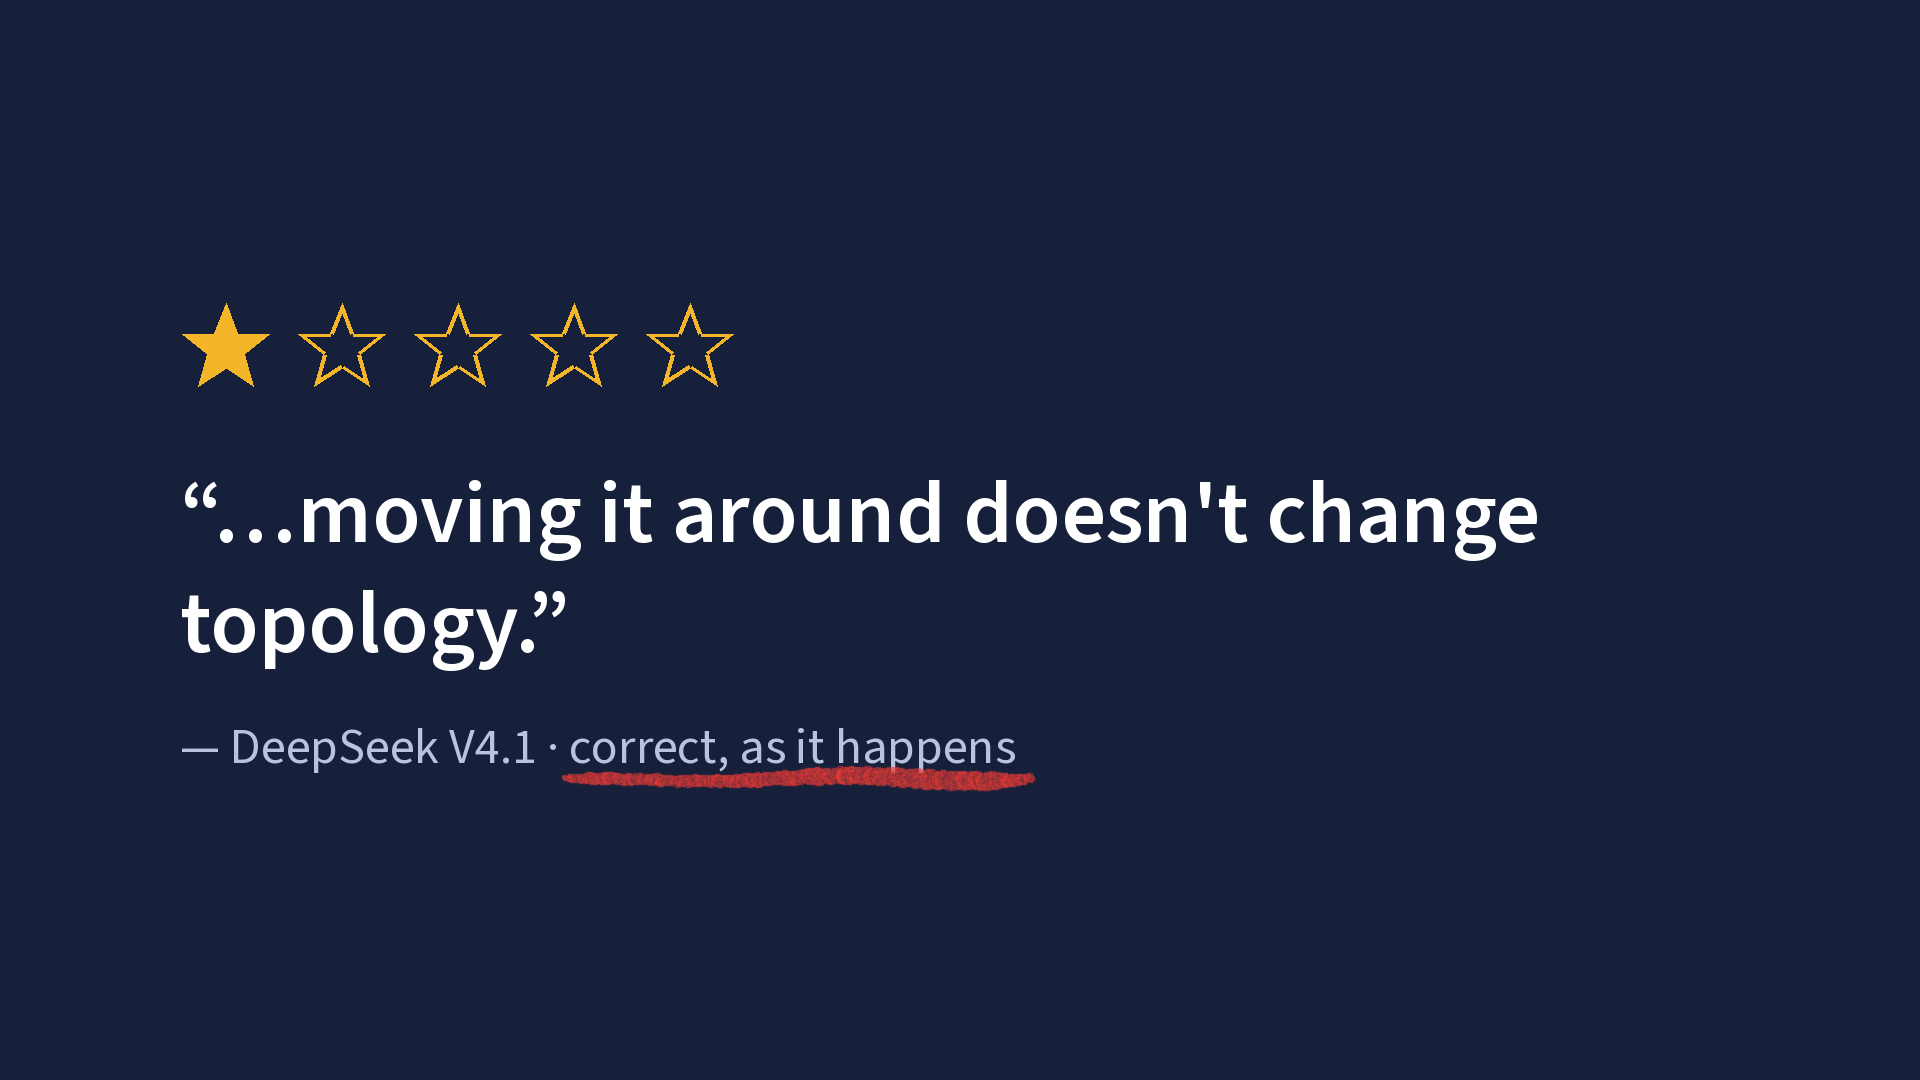 “…moving it around doesn't change
topology.”
— DeepSeek V4.1 · correct, as it happens